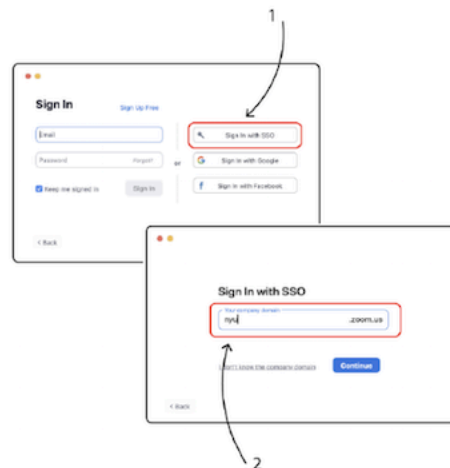 1
Sign In
Sign Up Free
Email
Sign In with SSO
Password
Forgot?
or
Sign In with Google
Keep me signed in
Sign In
Sign In with Facebook
< Back
Sign In with SSO
Your company domain
nyu
.zoom.us
I don't know the company domain
Continue
< Back
2